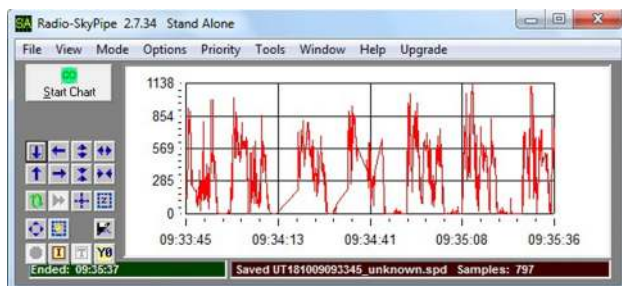 Radio-SkyPipe 2.7.34 Stand Alone
File View Mode Options Priority Tools Window Help Upgrade
GO
Start Chart
1138
854
569
285
0
09:33:45 09:34:13 09:34:41 09:35:08 09:35:36
Ended: 09:35:37 Saved UT181009093345_unknown.spd Samples: 797